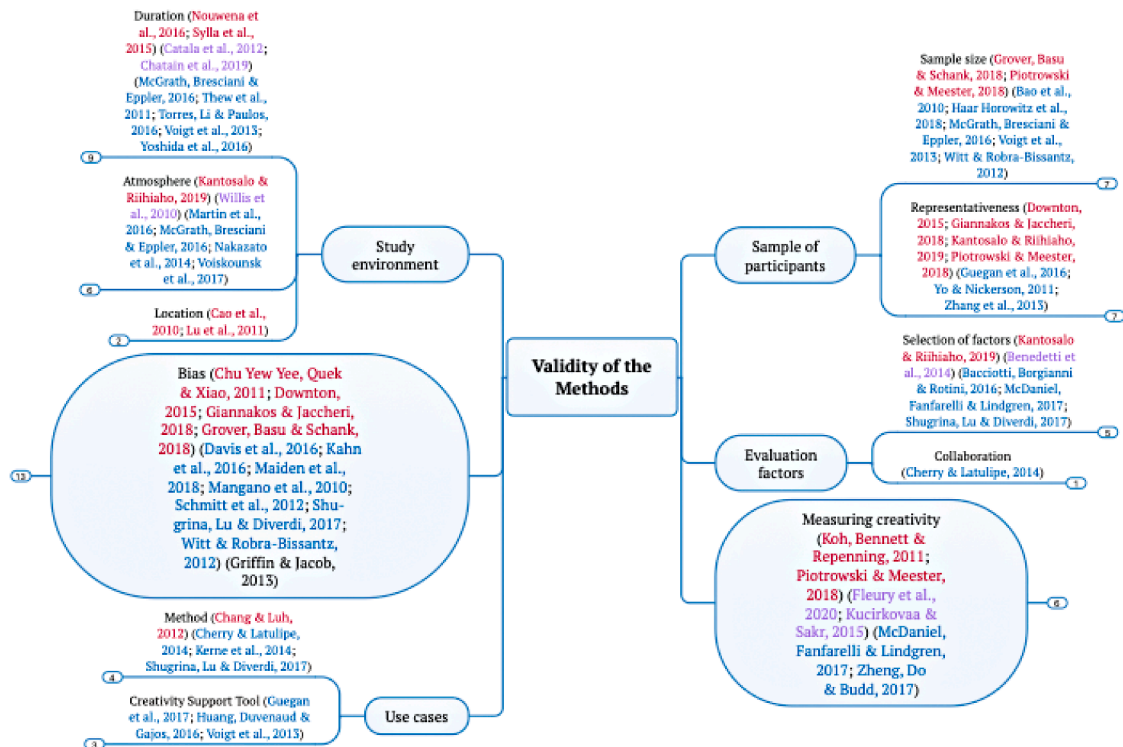 Duration (Nouwena et
al., 2016; Sylla et al.,
2015) (Catala et al., 2012;
Chatain et al., 2019)
(McGrath, Bresciani &
Eppler, 2016; Thew et al.,
2011; Torres, Li & Paulos,
2016; Voigt et al., 2013;
Yoshida et al., 2016)
9
Atmosphere (Kantosalo &
Riihiaho, 2019) (Willis et
al., 2010) (Martin et al.,
2016; McGrath, Bresciani
& Eppler, 2016; Nakazato
et al., 2014; Voiskounsk
et al., 2017)
6
Location (Cao et al.,
2010; Lu et al., 2011)
2
Study
environment
Bias (Chu Yew Yee, Quek
& Xiao, 2011; Downton,
2015; Giannakos & Jaccheri,
2018; Grover, Basu & Schank,
2018) (Davis et al., 2016; Kahn
et al., 2016; Maiden et al.,
2018; Mangano et al., 2010;
Schmitt et al., 2012; Shu-
grina, Lu & Diverdi, 2017;
Witt & Robra-Bissantz,
2012) (Griffin & Jacob,
2013)
13
Method (Chang & Luh,
2012) (Cherry & Latulipe,
2014; Kerne et al., 2014;
Shugrina, Lu & Diverdi, 2017)
4
Creativity Support Tool (Guegan
et al., 2017; Huang, Duvenaud &
Gajos, 2016; Voigt et al., 2013)
3
Use cases
Validity of the
Methods
Sample size (Grover, Basu
& Schank, 2018; Piotrowski
& Meester, 2018) (Bao et al.,
2010; Haar Horowitz et al.,
2018; McGrath, Bresciani &
Eppler, 2016; Voigt et al.,
2013; Witt & Robra-Bissantz,
2012)
7
Representativeness (Downton,
2015; Giannakos & Jaccheri,
2018; Kantosalo & Riihiaho,
2019; Piotrowski & Meester,
2018) (Guegan et al., 2016;
Yo & Nickerson, 2011;
Zhang et al., 2013)
7
Sample of
participants
Selection of factors (Kantosalo
& Riihiaho, 2019) (Benedetti et
al., 2014) (Bacciotti, Borgianni
& Rotini, 2016; McDaniel,
Fanfarelli & Lindgren, 2017;
Shugrina, Lu & Diverdi, 2017)
5
Collaboration
(Cherry & Latulipe, 2014)
1
Evaluation
factors
Measuring creativity
(Koh, Bennett &
Repenning, 2011;
Piotrowski & Meester,
2018) (Fleury et al.,
2020; Kucirkovaa &
Sakr, 2015) (McDaniel,
Fanfarelli & Lindgren,
2017; Zheng, Do
& Budd, 2017)
6